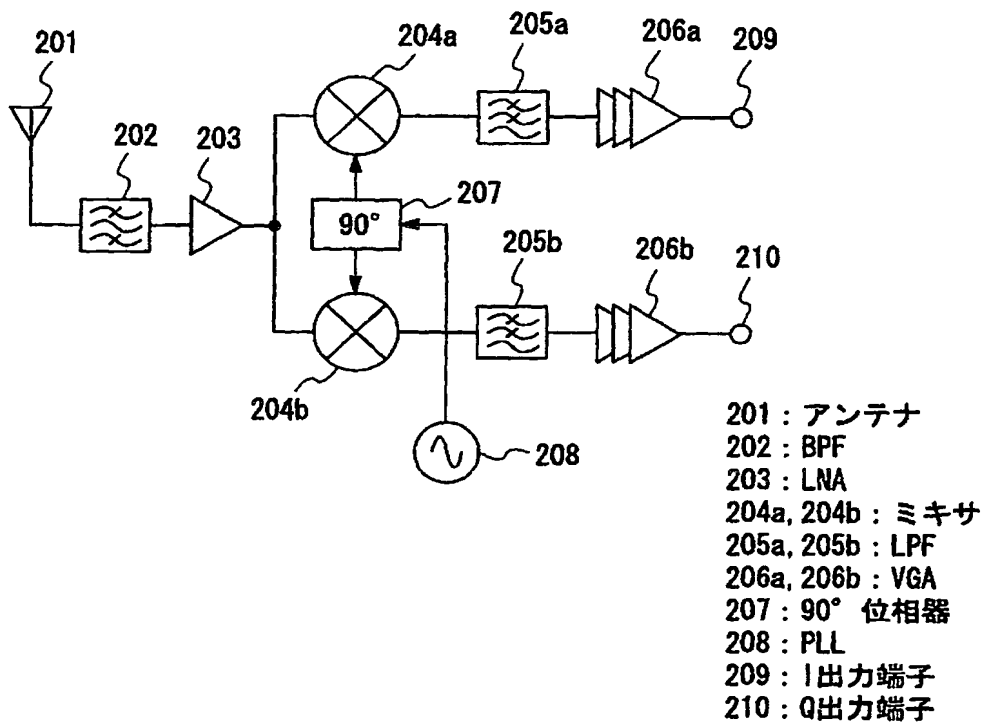 201
204a
205a
206a
209
202
203
207
90°
205b
206b
210
204b
208
201 : アンテナ
202 : BPF
203 : LNA
204a, 204b : ミキサ
205a, 205b : LPF
206a, 206b : VGA
207 : 90° 位相器
208 : PLL
209 : I出力端子
210 : Q出力端子